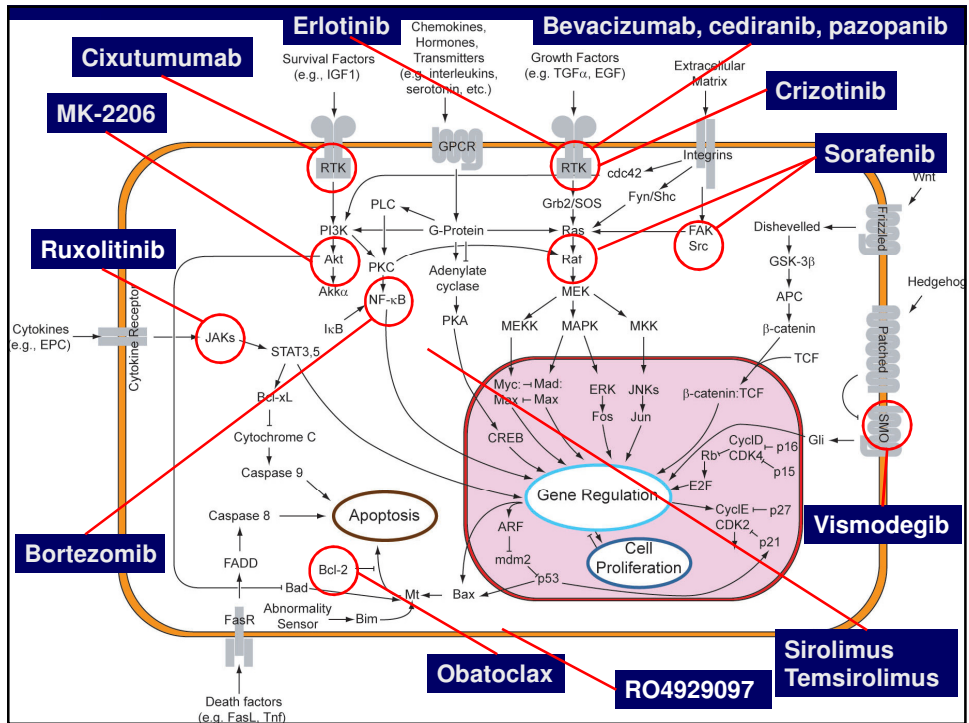 Erlotinib
Bevacizumab, cediranib, pazopanib
Cixutumumab
Chemokines,
Hormones,
Transmitters
(e.g., interleukins,
serotonin, etc.)
Survival Factors
(e.g., IGF1)
Growth Factors
(e.g. TGFα, EGF)
Extracellular
Matrix
Crizotinib
MK-2206
Sorafenib
GPCR
RTK
RTK
Integrins
cdc42
Wnt
Fyn/Shc
Grb2/SOS
PLC
Frizzled
PI3K
G-Protein
Ras
FAK
Src
Dishevelled
Ruxolitinib
Akt
PKC
Adenylate
cyclase
Raf
GSK-3β
Akkα
NF-κB
MEK
APC
Hedgehog
IκB
PKA
MEKK
MAPK
MKK
β-catenin
Patched
Cytokines
(e.g., EPC)
Cytokine Receptor
JAKs
STAT3,5
TCF
Bcl-xL
Myc:
Mad:
Max
Max
ERK
JNKs
β-catenin:TCF
Fos
Jun
SMO
Cytochrome C
CREB
Gli
Rb
CyclD
CDK4
p16
p15
Caspase 9
E2F
Gene Regulation
Caspase 8
Apoptosis
ARF
CyclE
CDK2
p27
p21
Vismodegib
Bortezomib
mdm2
Cell
Proliferation
FADD
Bcl-2
p53
Bad
Mt
Bax
Abnormality
Sensor
Bim
FasR
Obatoclax
RO4929097
Sirolimus
Temsirolimus
Death factors
(e.g. FasL, Tnf)